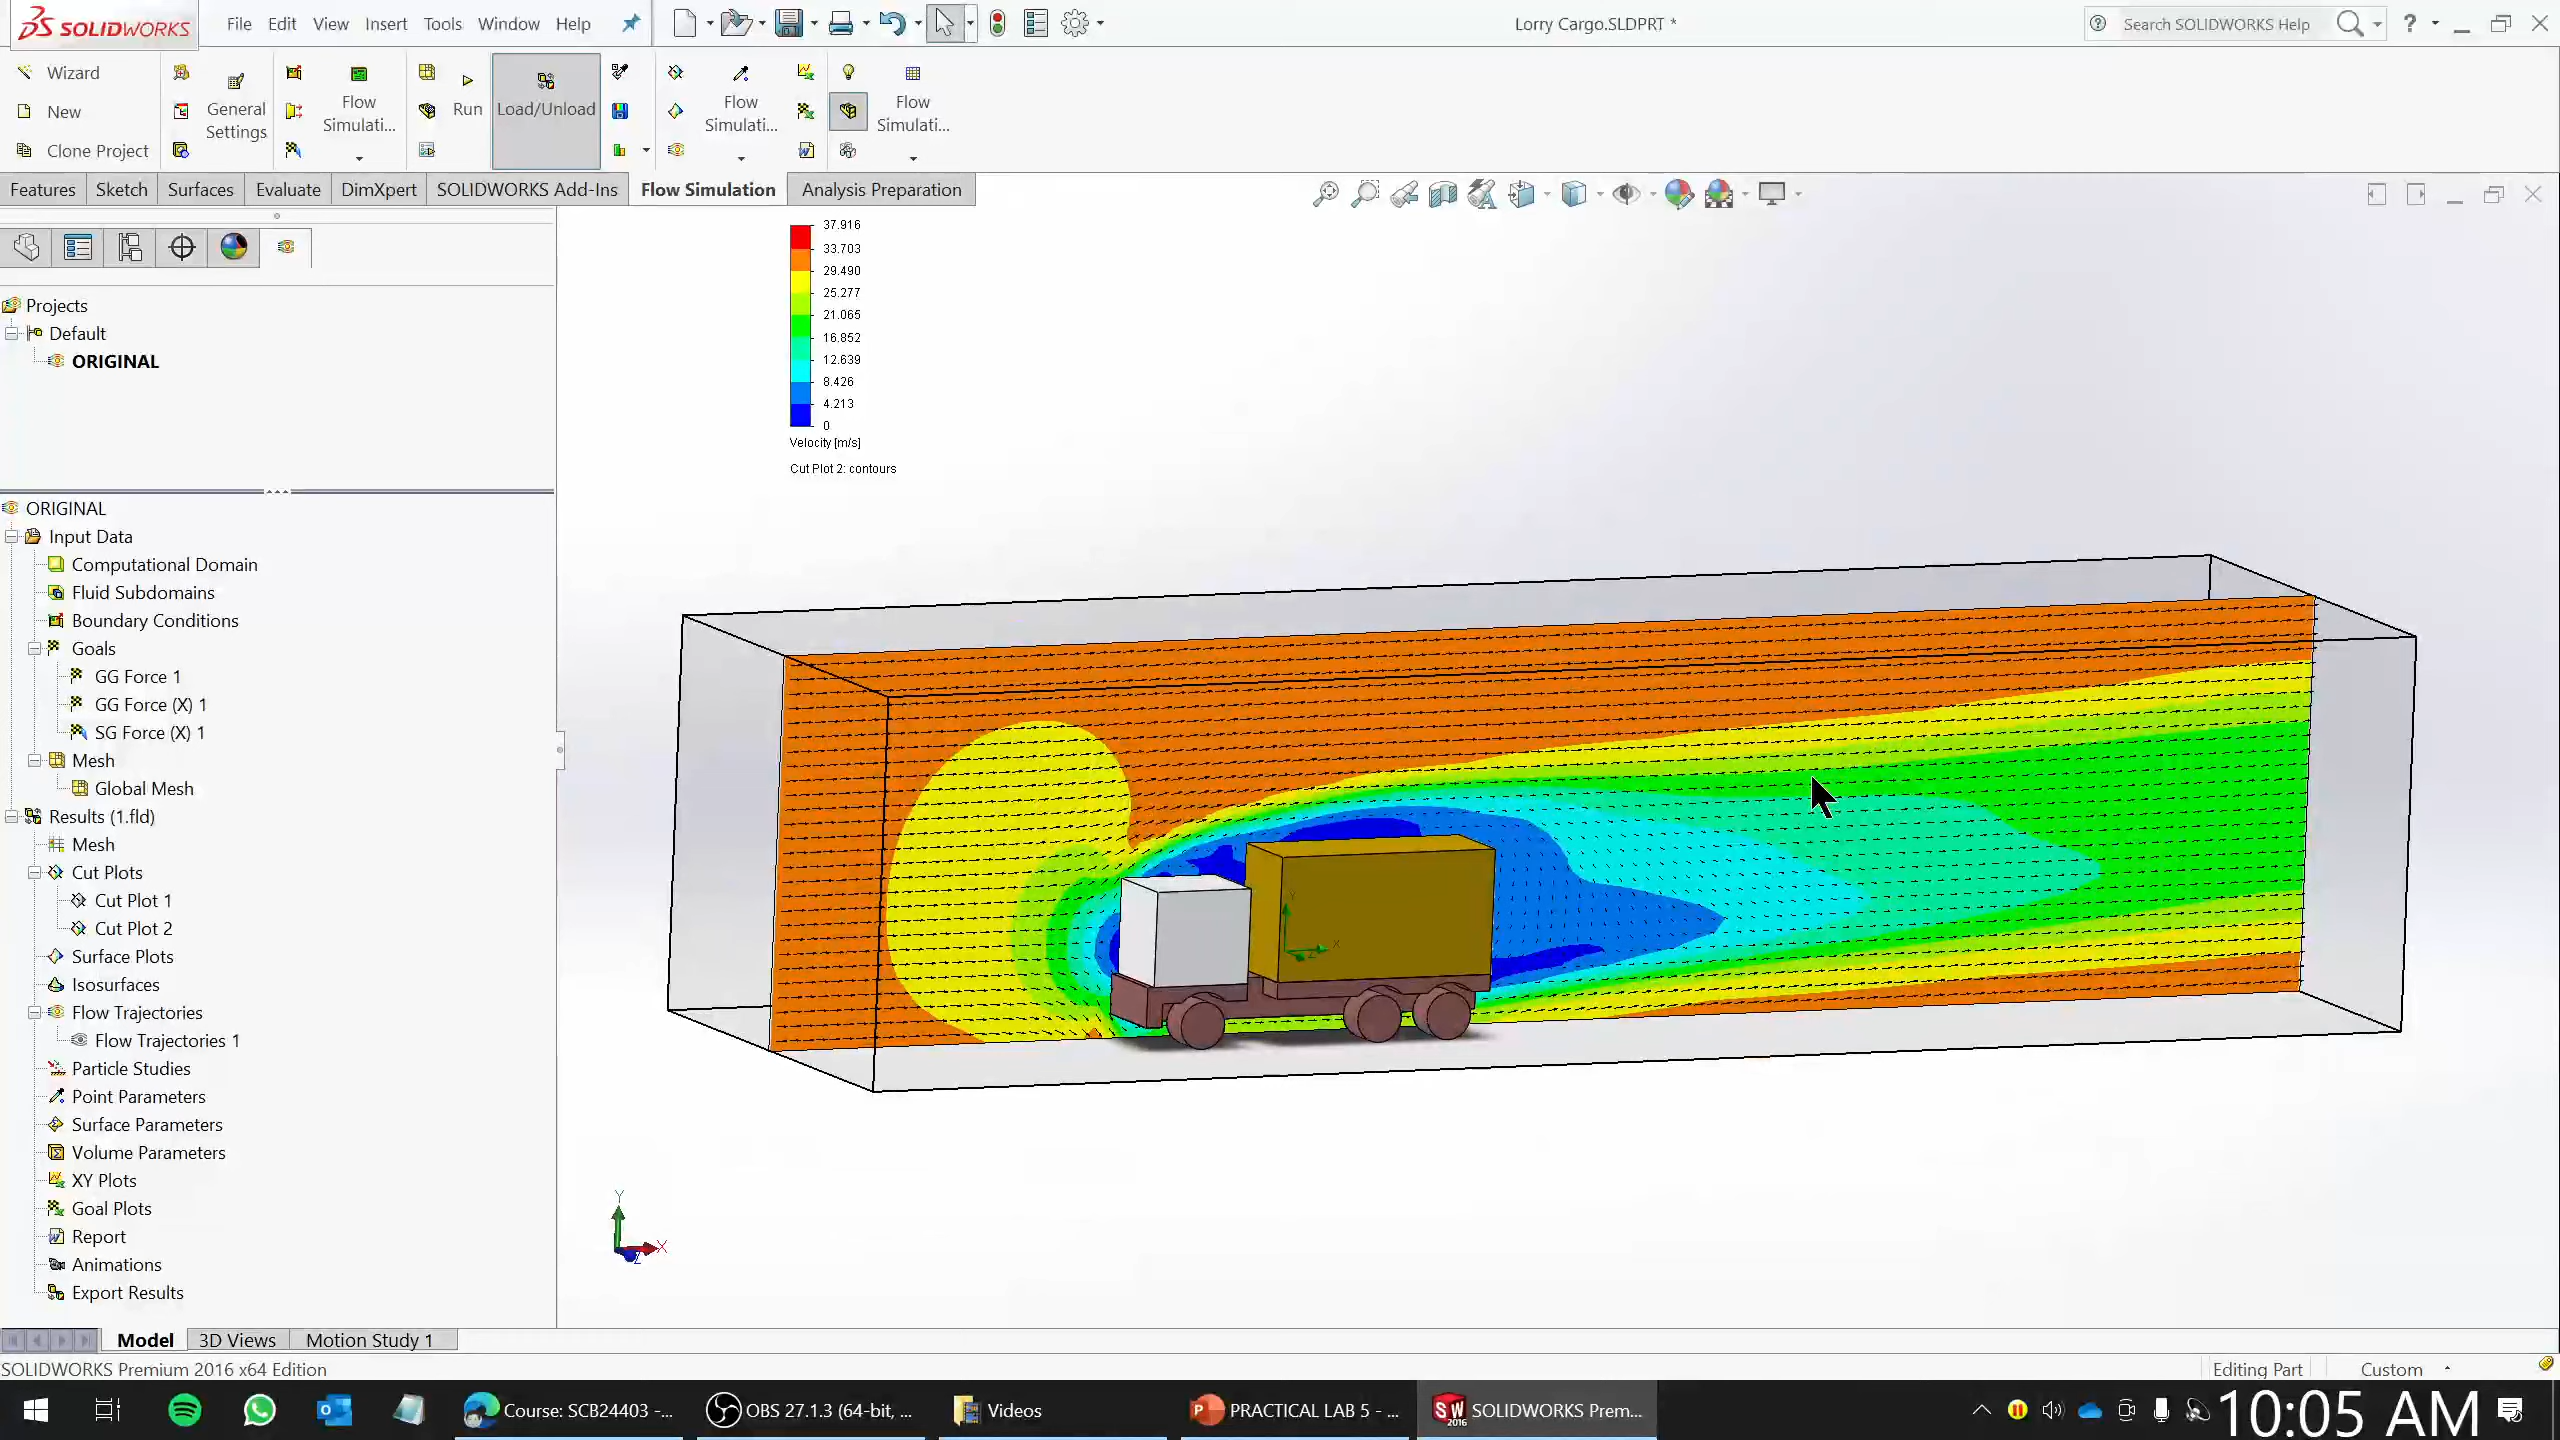 SOLIDWORKS File Edit View Insert Tools Window Help Lorry Cargo.SLDPRT * Search SOLIDWORKS Help ?
Wizard
New
Clone Project
General Settings
Flow Simulati...
Run
Load/Unload
Flow Simulati...
Flow Simulati...
Features Sketch Surfaces Evaluate DimXpert SOLIDWORKS Add-Ins Flow Simulation Analysis Preparation
Projects
Default
ORIGINAL
ORIGINAL
Input Data
Computational Domain
Fluid Subdomains
Boundary Conditions
Goals
GG Force 1
GG Force (X) 1
SG Force (X) 1
Mesh
Global Mesh
Results (1.fld)
Mesh
Cut Plots
Cut Plot 1
Cut Plot 2
Surface Plots
Isosurfaces
Flow Trajectories
Flow Trajectories 1
Particle Studies
Point Parameters
Surface Parameters
Volume Parameters
XY Plots
Goal Plots
Report
Animations
Export Results
37.916
33.703
29.490
25.277
21.065
16.852
12.639
8.426
4.213
0
Velocity [m/s]
Cut Plot 2: contours
Y
X
Z
Y
X
Z
Model 3D Views Motion Study 1
SOLIDWORKS Premium 2016 x64 Edition Editing Part Custom
Course: SCB24403 -... OBS 27.1.3 (64-bit, ... Videos PRACTICAL LAB 5 - ... SW 2016 SOLIDWORKS Prem... 10:05 AM